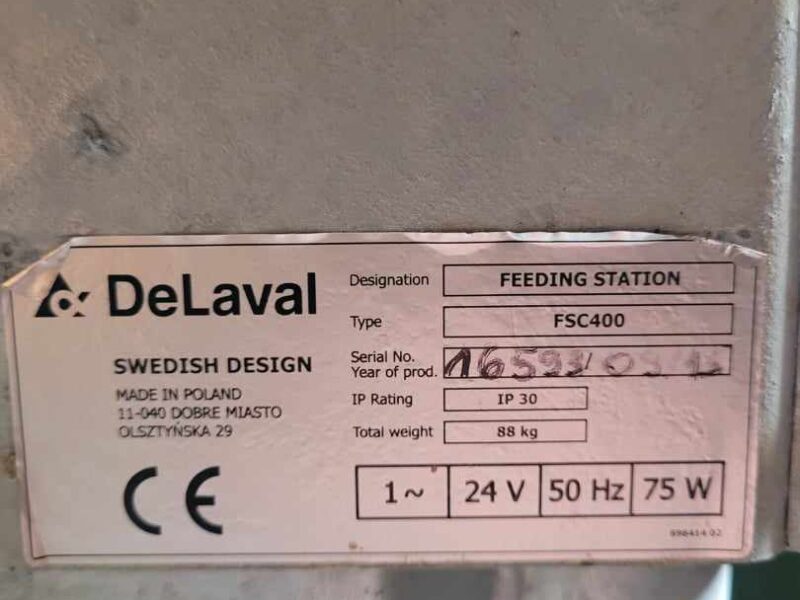 DeLaval
SWEDISH DESIGN
MADE IN POLAND
11-040 DOBRE MIASTO
OLSZTYŃSKA 29
CE
Designation FEEDING STATION
Type FSC400
Serial No.
Year of prod.
IP Rating IP 30
Total weight 88 kg
1~ 24 V 50 Hz 75 W